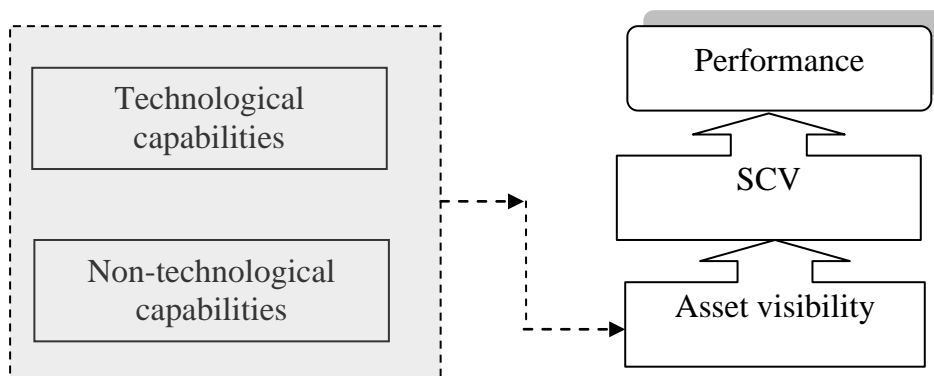 Technological
capabilities
Non-technological
capabilities
Performance
SCV
Asset visibility